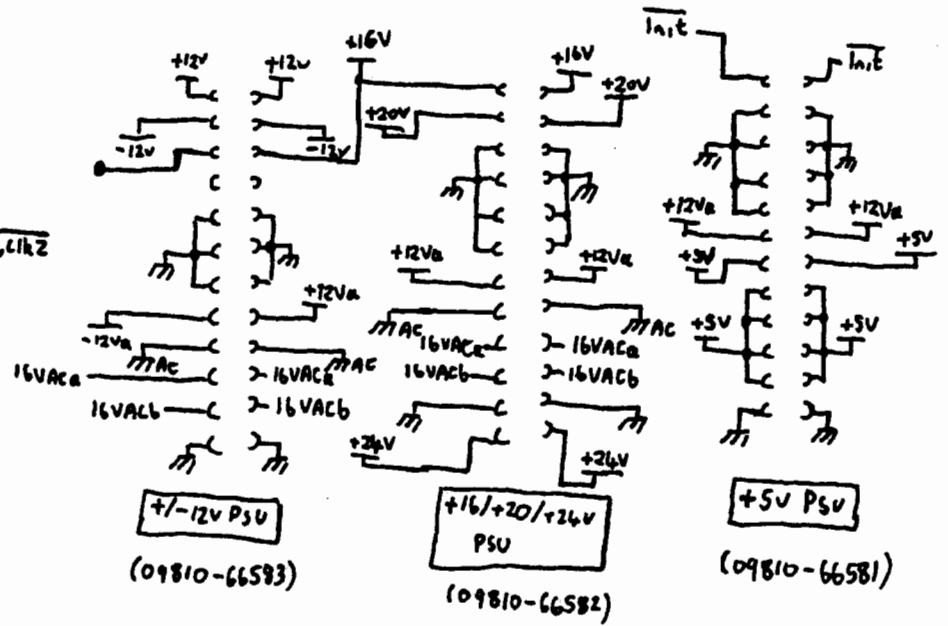 Init
Init
+12v
+12v
+16V
+16V
+20V
+20V
-12v
-12v
CIk2
+12Va
+12Va
-12Va
AC
AC
16VACa
16VACa
16VACb
16VACb
+12Va
+12Va
AC
AC
16VACa
16VACa
16VACb
16VACb
+24V
+24V
+12Va
+12Va
+5V
+5V
+5V
+5V
+/-12v PSU
(09810-66583)
+16/+20/+24v
PSU
(09810-66582)
+5v PSU
(09810-66581)